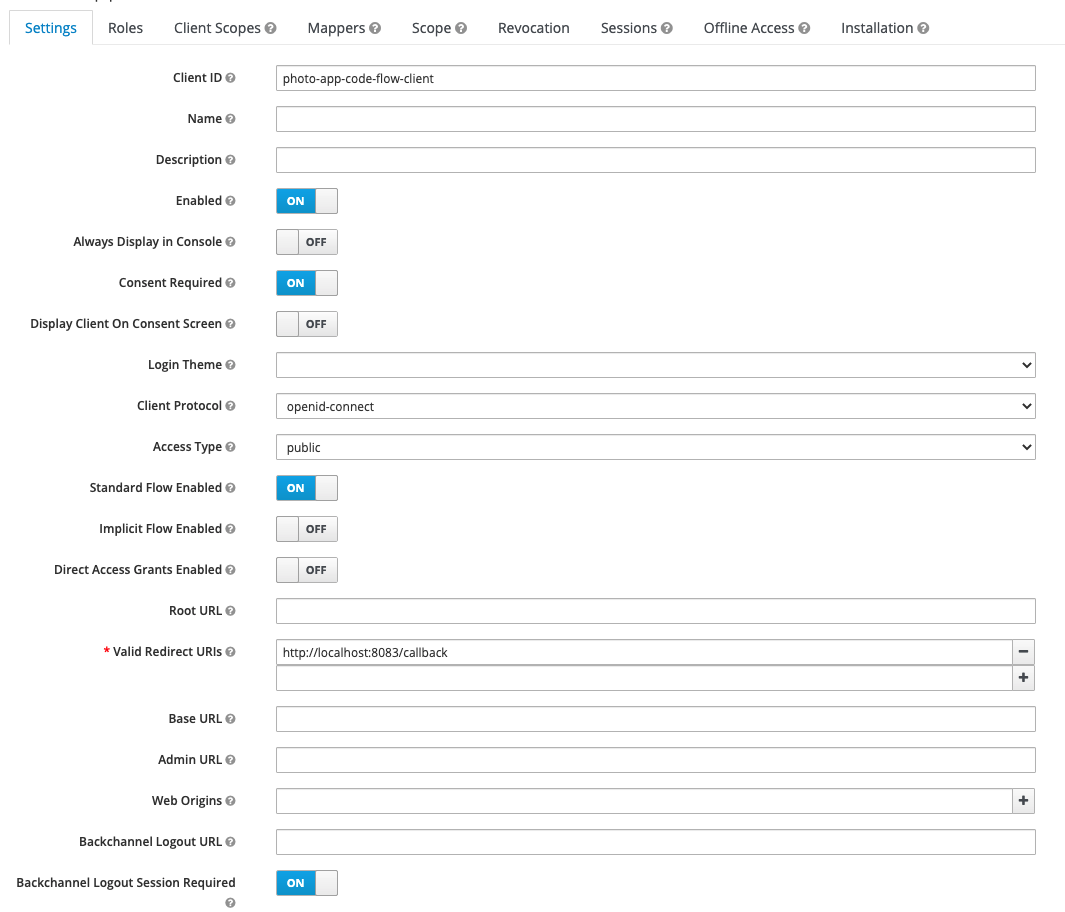 Settings Roles Client Scopes Mappers Scope Revocation Sessions Offline Access Installation
Client ID photo-app-code-flow-client
Name
Description
Enabled ON
Always Display in Console OFF
Consent Required ON
Display Client On Consent Screen OFF
Login Theme
Client Protocol openid-connect
Access Type public
Standard Flow Enabled ON
Implicit Flow Enabled OFF
Direct Access Grants Enabled OFF
Root URL
* Valid Redirect URIs http://localhost:8083/callback
Base URL
Admin URL
Web Origins
Backchannel Logout URL
Backchannel Logout Session Required ON